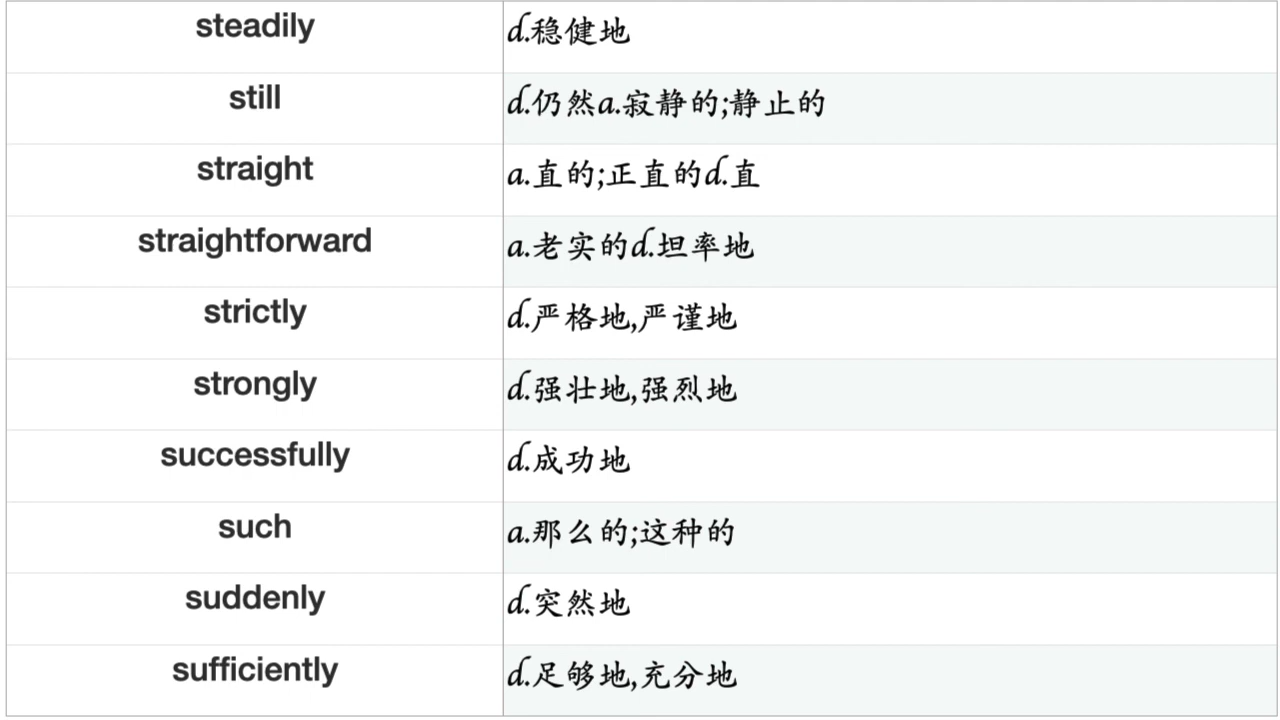 steadily d.稳健地
still d.仍然a.寂静的;静止的
straight a.直的;正直的d.直
straightforward a.老实的d.坦率地
strictly d.严格地,严谨地
strongly d.强壮地,强烈地
successfully d.成功地
such a.那么的;这种的
suddenly d.突然地
sufficiently d.足够地,充分地